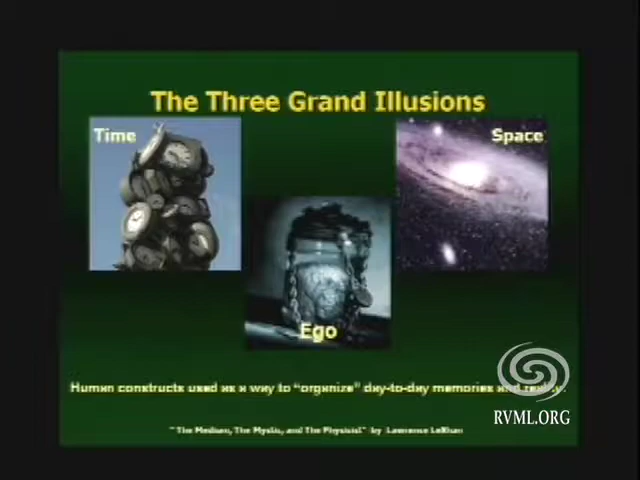 The Three Grand Illusions
Time
Space
Ego
Human constructs used as a way to "organize" day-to-day memories and reality.
"The Medium, The Mystic, and The Physicist" by Lawrence LeShan
RVML.ORG